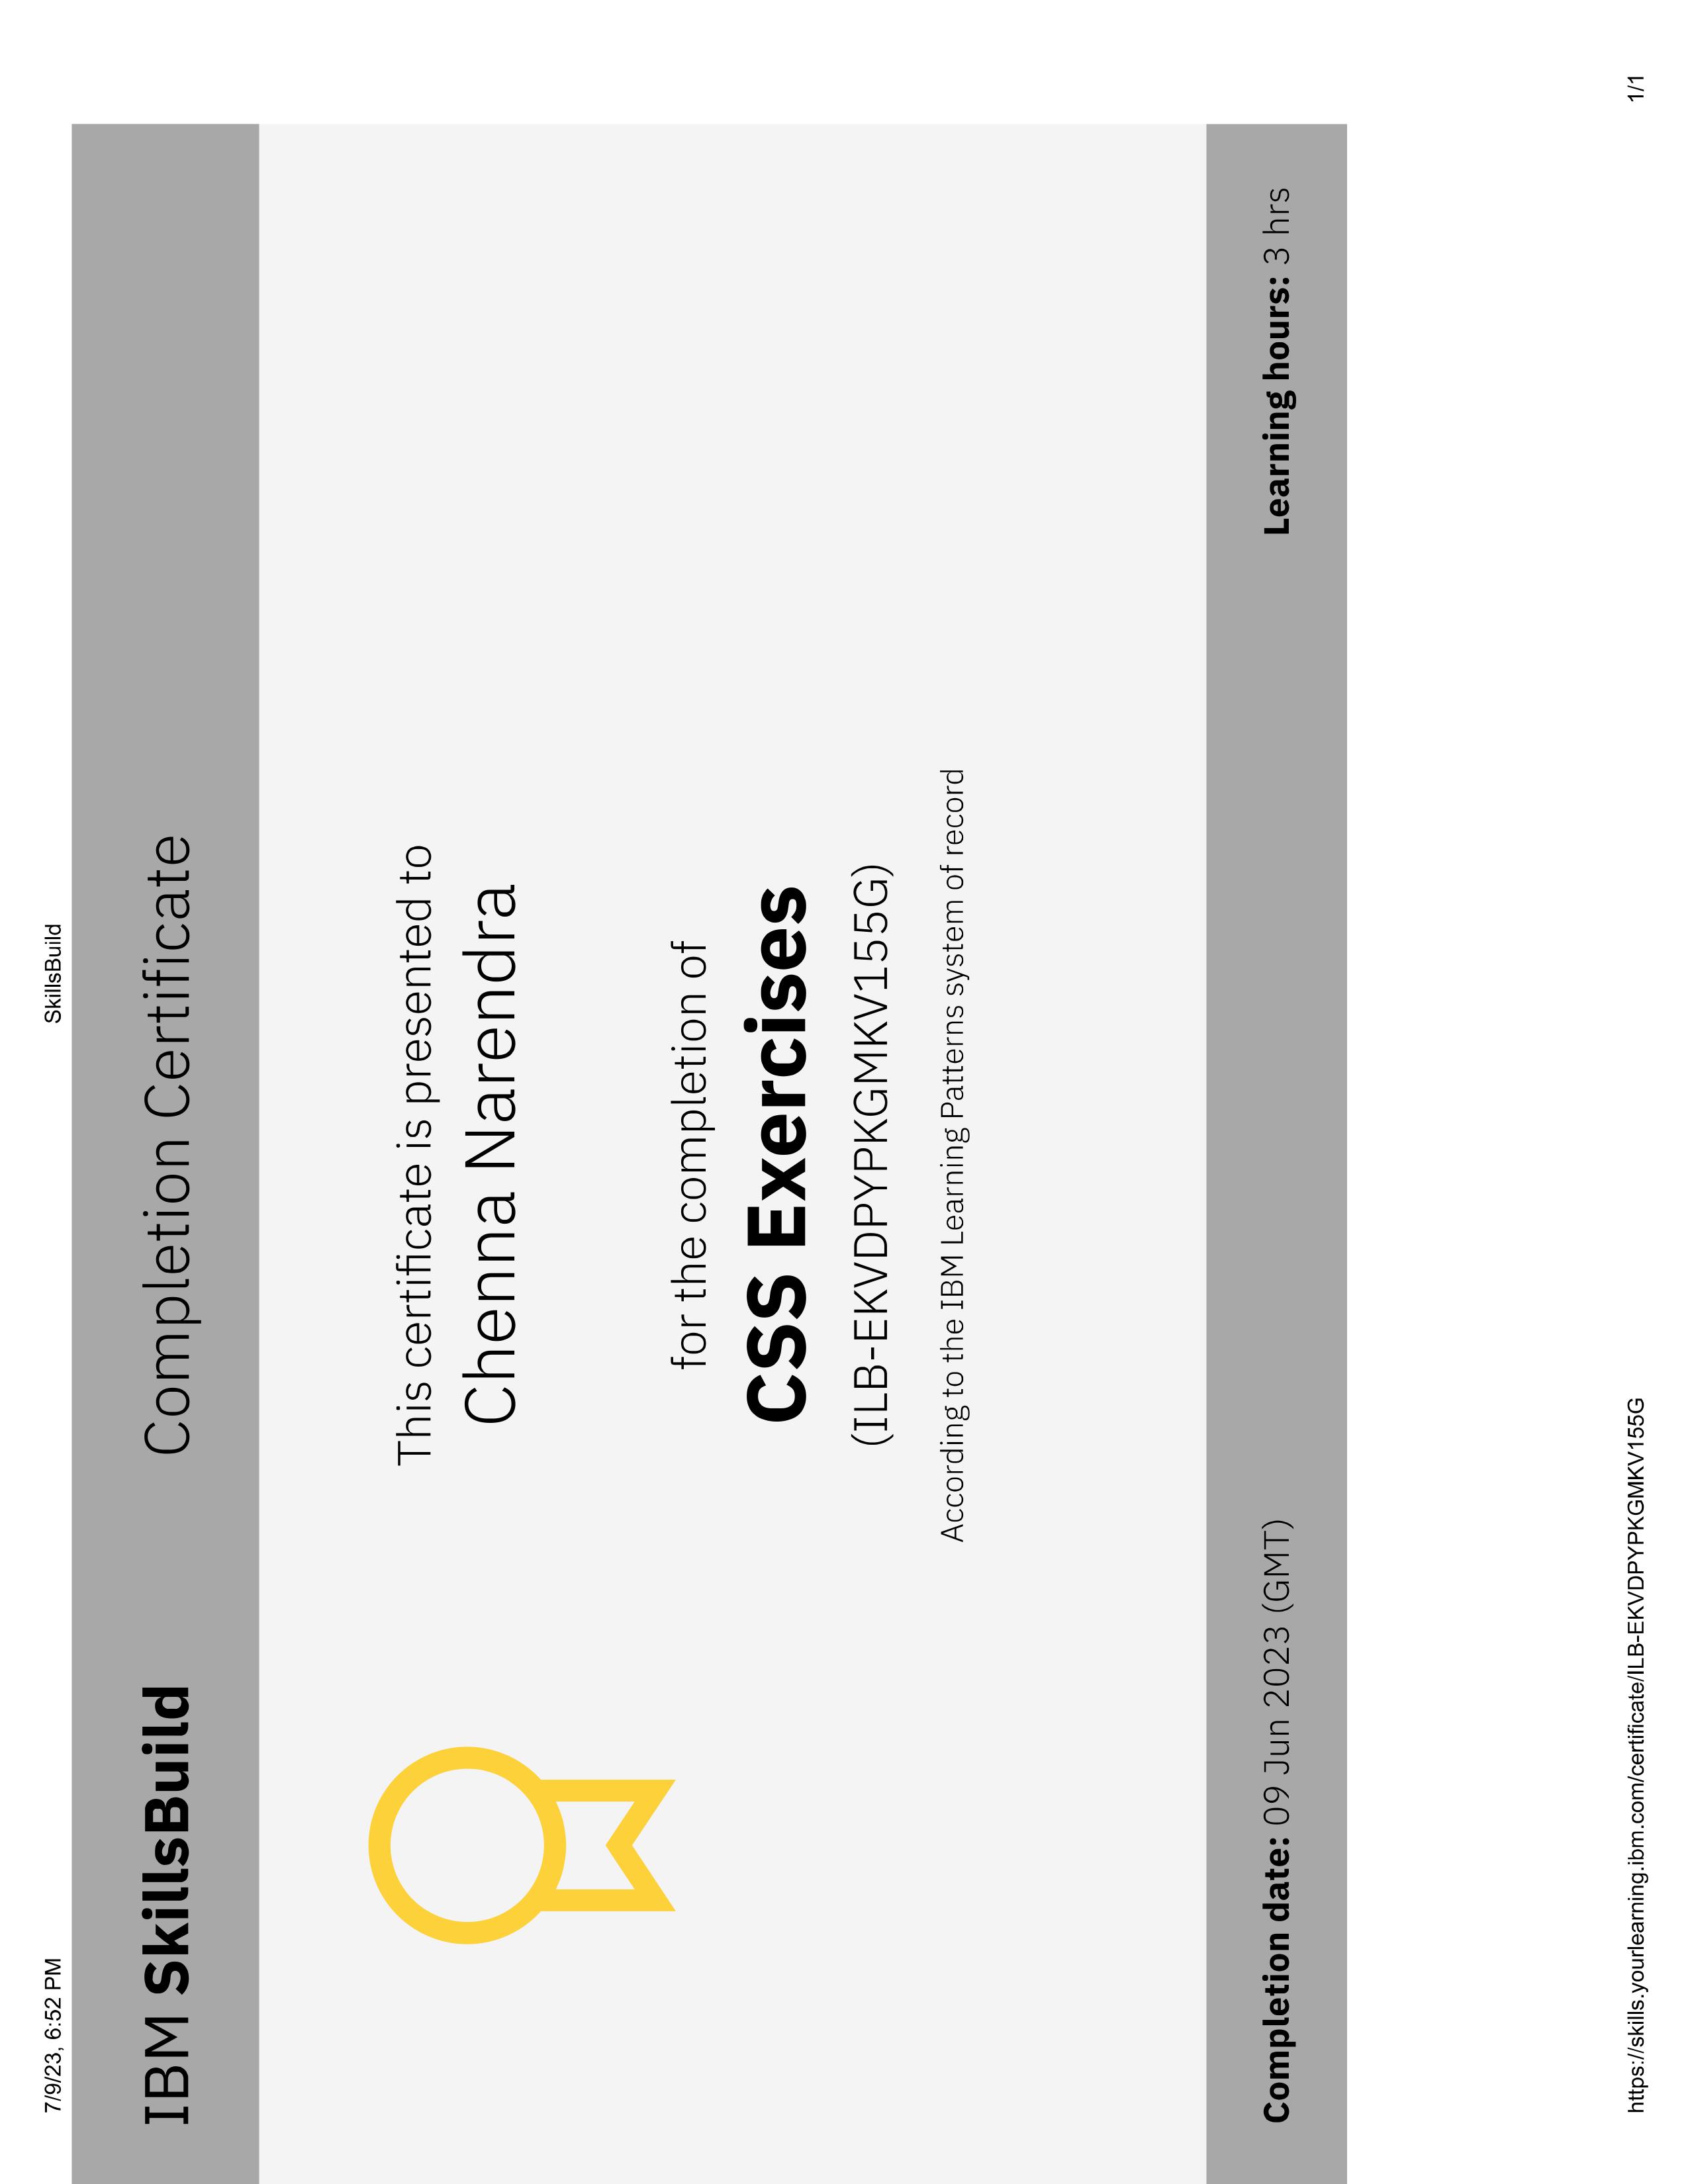 7/9/23, 6:52 PM SkillsBuild
IBM SkillsBuild Completion Certificate
This certificate is presented to
Chenna Narendra
for the completion of
CSS Exercises
(ILB-EKVDPYPKGMKV155G)
According to the IBM Learning Patterns system of record
Completion date: 09 Jun 2023 (GMT) Learning hours: 3 hrs
https://skills.yourlearning.ibm.com/certificate/ILB-EKVDPYPKGMKV155G 1/1